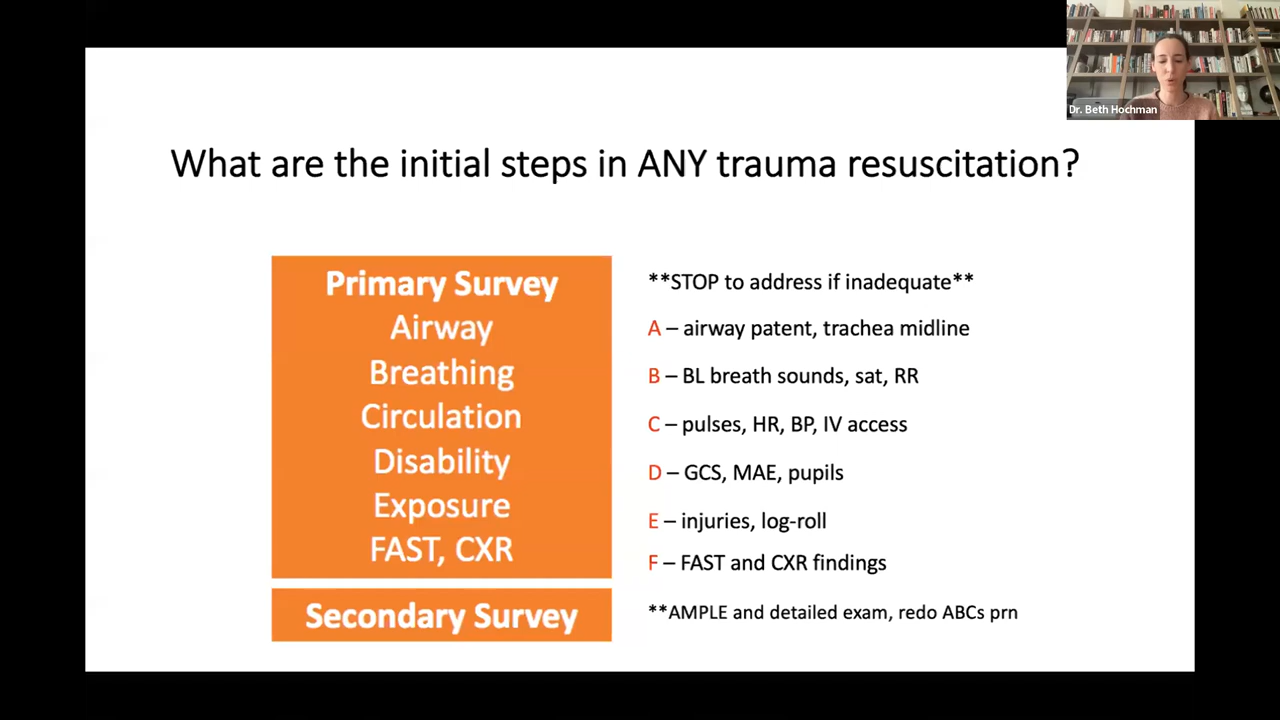 Dr. Beth Hochman
What are the initial steps in ANY trauma resuscitation?
Primary Survey
Airway
Breathing
Circulation
Disability
Exposure
FAST, CXR
Secondary Survey
**STOP to address if inadequate**
A – airway patent, trachea midline
B – BL breath sounds, sat, RR
C – pulses, HR, BP, IV access
D – GCS, MAE, pupils
E – injuries, log-roll
F – FAST and CXR findings
**AMPLE and detailed exam, redo ABCs prn